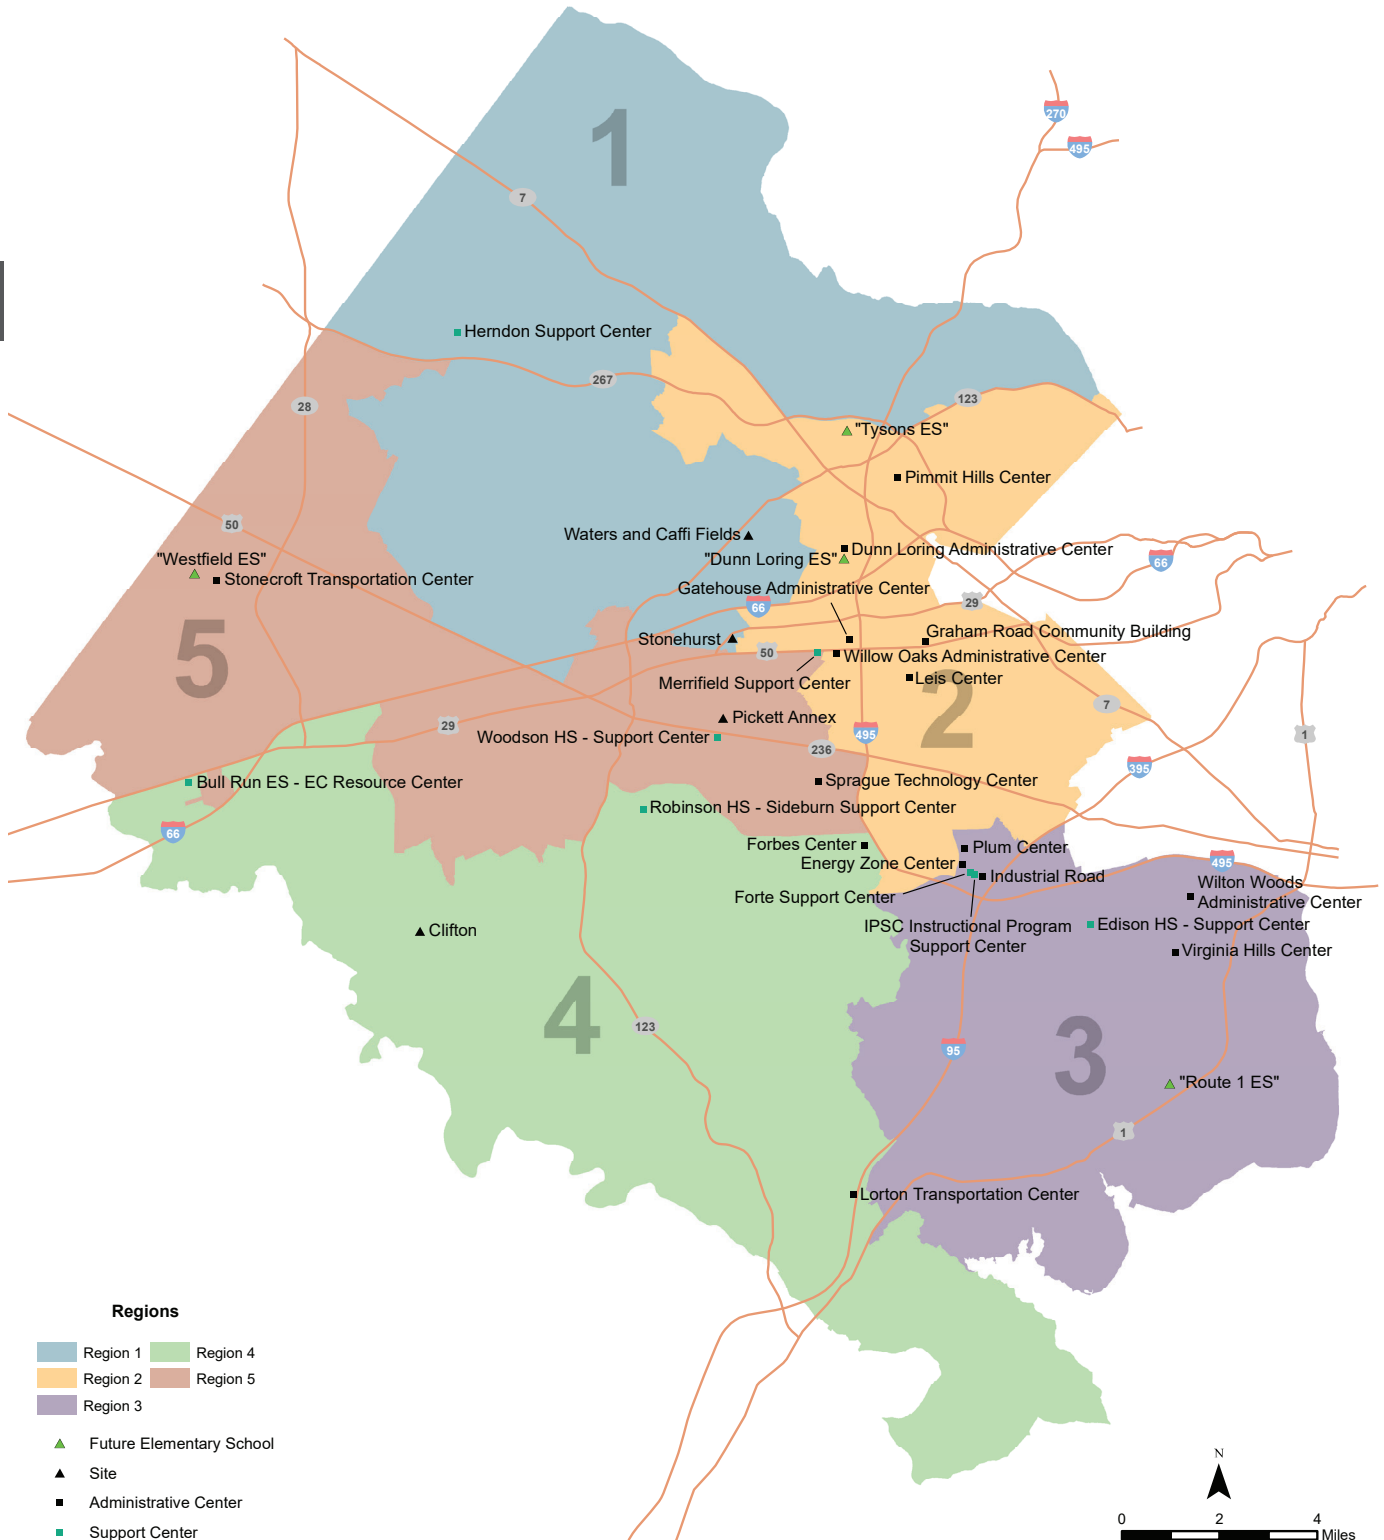 270
495
1
7
Herndon Support Center
267
123
28
"Tysons ES"
Pimmit Hills Center
50
Waters and Caffi Fields
Dunn Loring Administrative Center
"Westfield ES"
"Dunn Loring ES"
66
Stonecroft Transportation Center
Gatehouse Administrative Center
66
29
5
Stonehurst
Graham Road Community Building
50
Willow Oaks Administrative Center
Merrifield Support Center
Leis Center
2
7
Pickett Annex
29
Woodson HS - Support Center
495
1
236
395
Bull Run ES - EC Resource Center
Sprague Technology Center
Robinson HS - Sideburn Support Center
66
Forbes Center
Plum Center
Energy Zone Center
495
Industrial Road
Wilton Woods
Administrative Center
Forte Support Center
IPSC Instructional Program
Support Center
Edison HS - Support Center
Clifton
Virginia Hills Center
4
123
95
3
"Route 1 ES"
1
Lorton Transportation Center
Regions
Region 1
Region 4
Region 2
Region 5
Region 3
Future Elementary School
Site
Administrative Center
Support Center
N
0 2 4
Miles